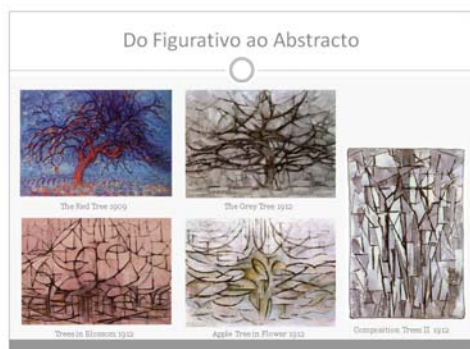 Do Figurativo ao Abstracto
The Red Tree 1909
The Grey Tree 1912
Trees in Blossom 1912
Apple Tree in Flower 1912
Composition Trees II 1912